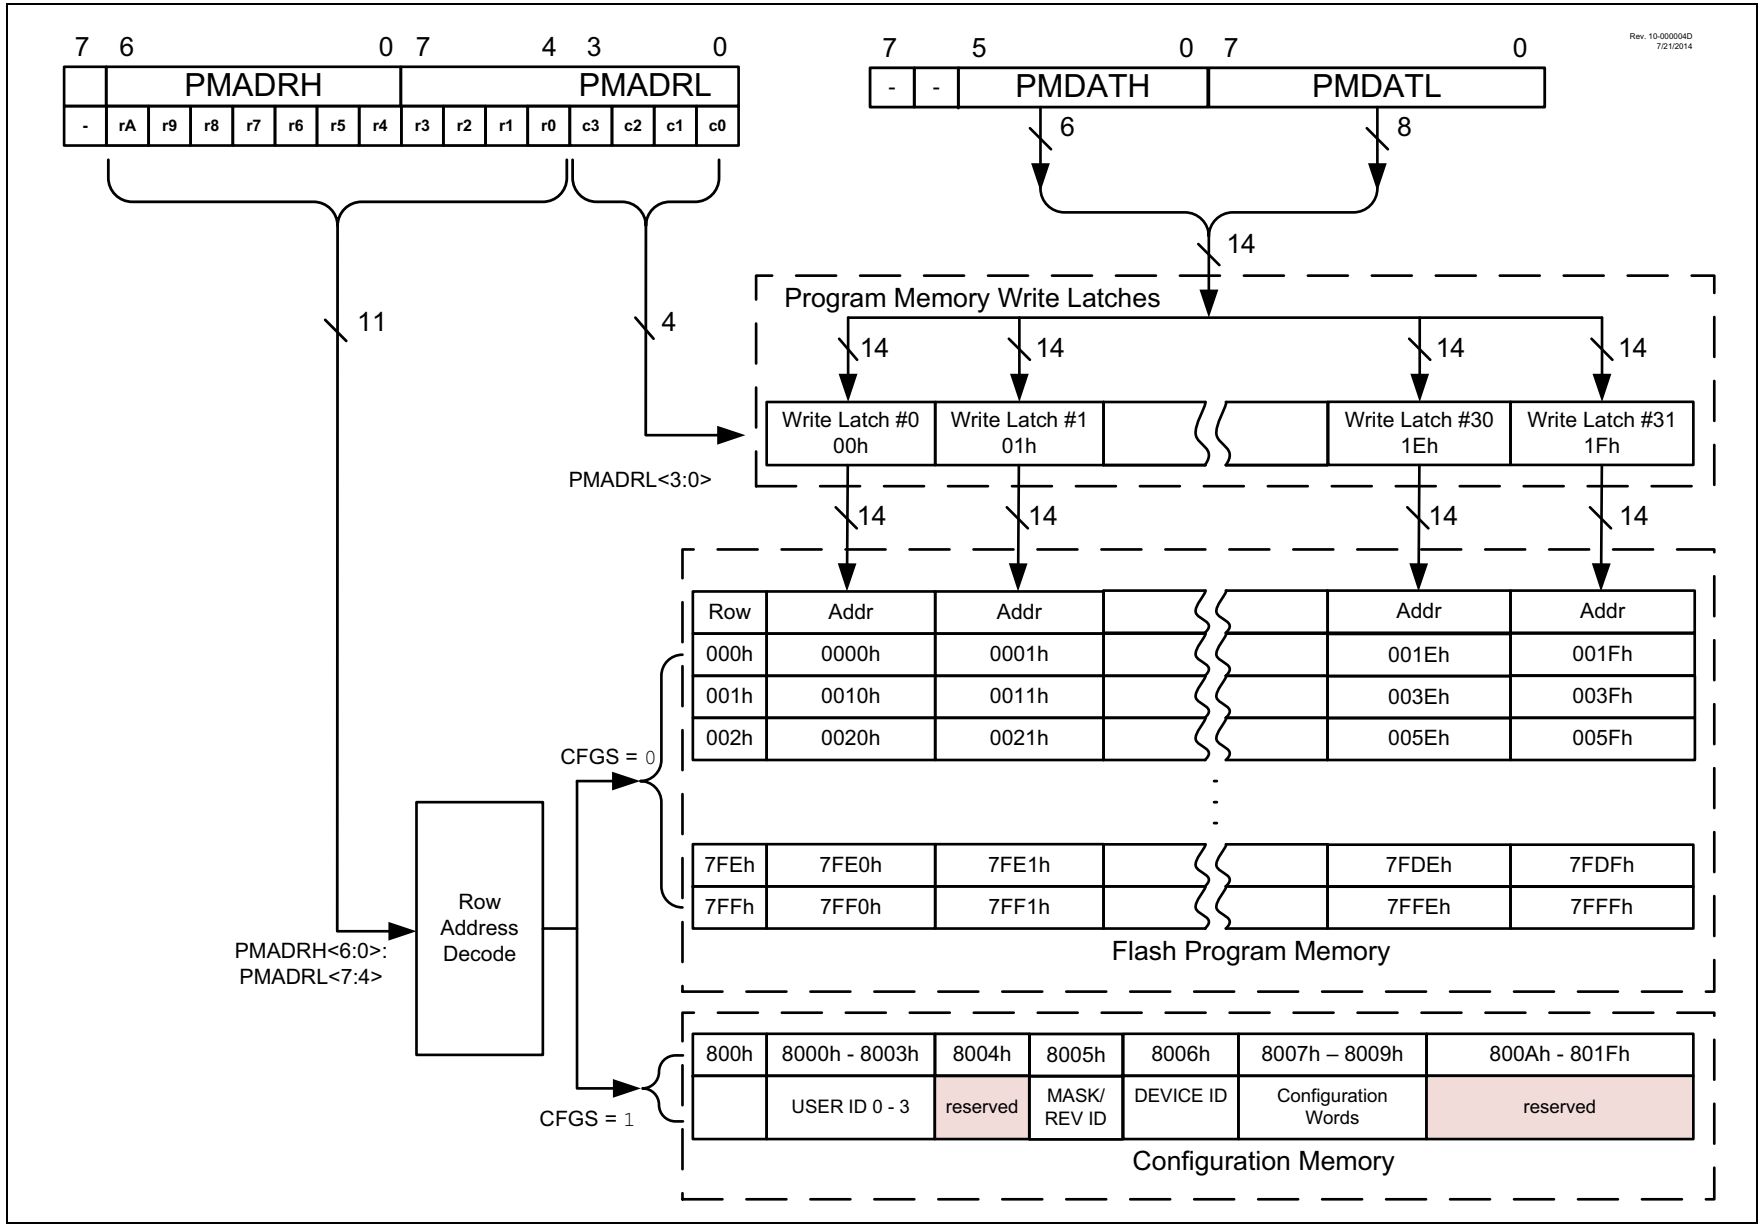 Rev. 10-000004D
7/21/2014
7 6 0 7 4 3 0
PMADRH PMADRL
- rA r9 r8 r7 r6 r5 r4 r3 r2 r1 r0 c3 c2 c1 c0
7 5 0 7 0
- - PMDATH PMDATL
6 8
14
11
4
Program Memory Write Latches
14 14 14 14
Write Latch #0 Write Latch #1 Write Latch #30 Write Latch #31
00h 01h 1Eh 1Fh
PMADRL<3:0>
14 14 14 14
Row Addr Addr Addr Addr
000h 0000h 0001h 001Eh 001Fh
001h 0010h 0011h 003Eh 003Fh
002h 0020h 0021h 005Eh 005Fh
CFGS = 0
7FEh 7FE0h 7FE1h 7FDEh 7FDFh
7FFh 7FF0h 7FF1h 7FFEh 7FFFh
Flash Program Memory
Row
Address
Decode
PMADRH<6:0>:
PMADRL<7:4>
800h 8000h - 8003h 8004h 8005h 8006h 8007h – 8009h 800Ah - 801Fh
USER ID 0 - 3 reserved MASK/ DEVICE ID Configuration reserved
REV ID Words
CFGS = 1
Configuration Memory